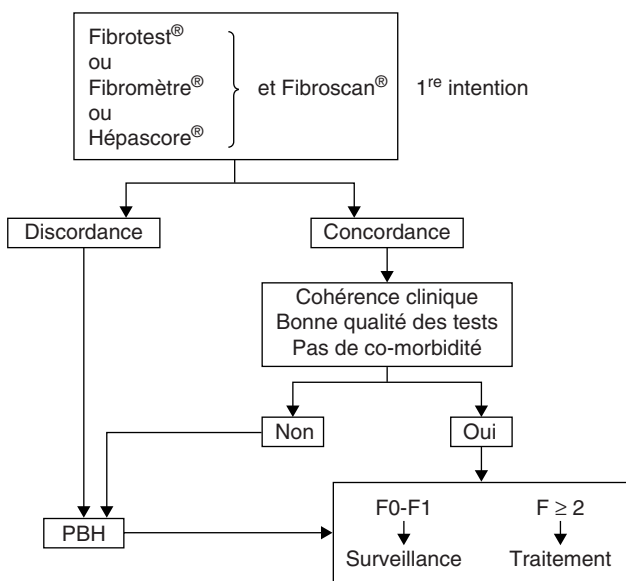 Fibrotest®
ou
Fibromètre®
ou
Hépascore®
et Fibroscan®
1re intention
Discordance
Concordance
Cohérence clinique
Bonne qualité des tests
Pas de co-morbidité
Non
Oui
PBH
F0-F1
F ≥ 2
Surveillance
Traitement